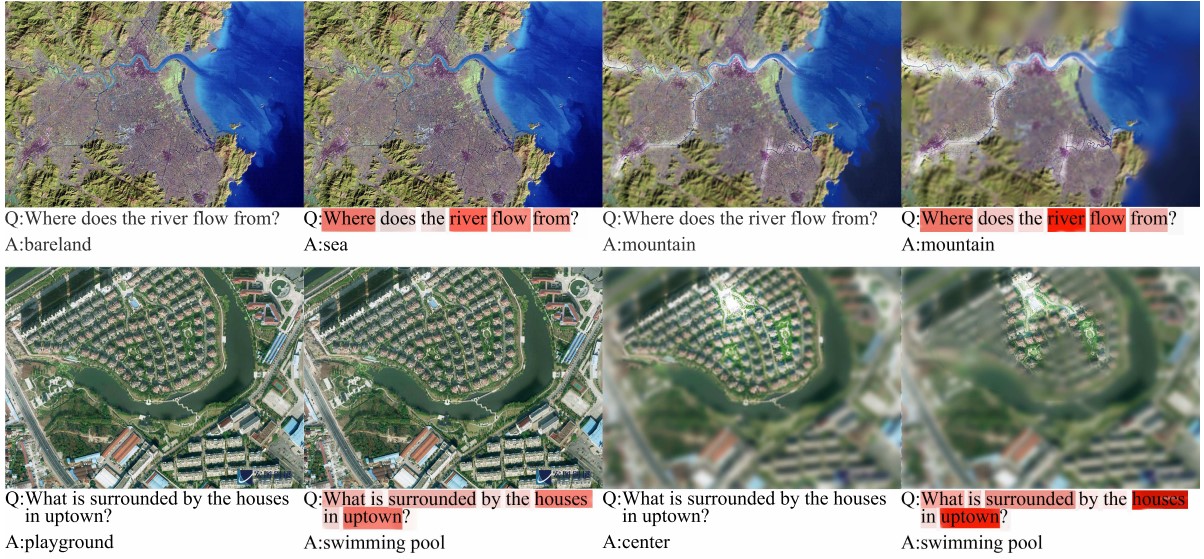 Q:Where does the river flow from?
A:bareland
Q:Where does the river flow from?
A:sea
Q:Where does the river flow from?
A:mountain
Q:Where does the river flow from?
A:mountain
Q:What is surrounded by the houses
in uptown?
A:playground
Q:What is surrounded by the houses
in uptown?
A:swimming pool
Q:What is surrounded by the houses
in uptown?
A:center
Q:What is surrounded by the houses
in uptown?
A:swimming pool